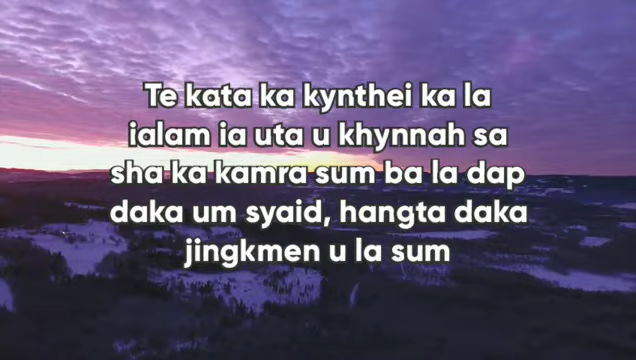 Te kata ka kynthei ka la
ialam ia uta u khynnah sa
sha ka kamra sum ba la dap
daka um syaid, hangta daka
jingkmen u la sum